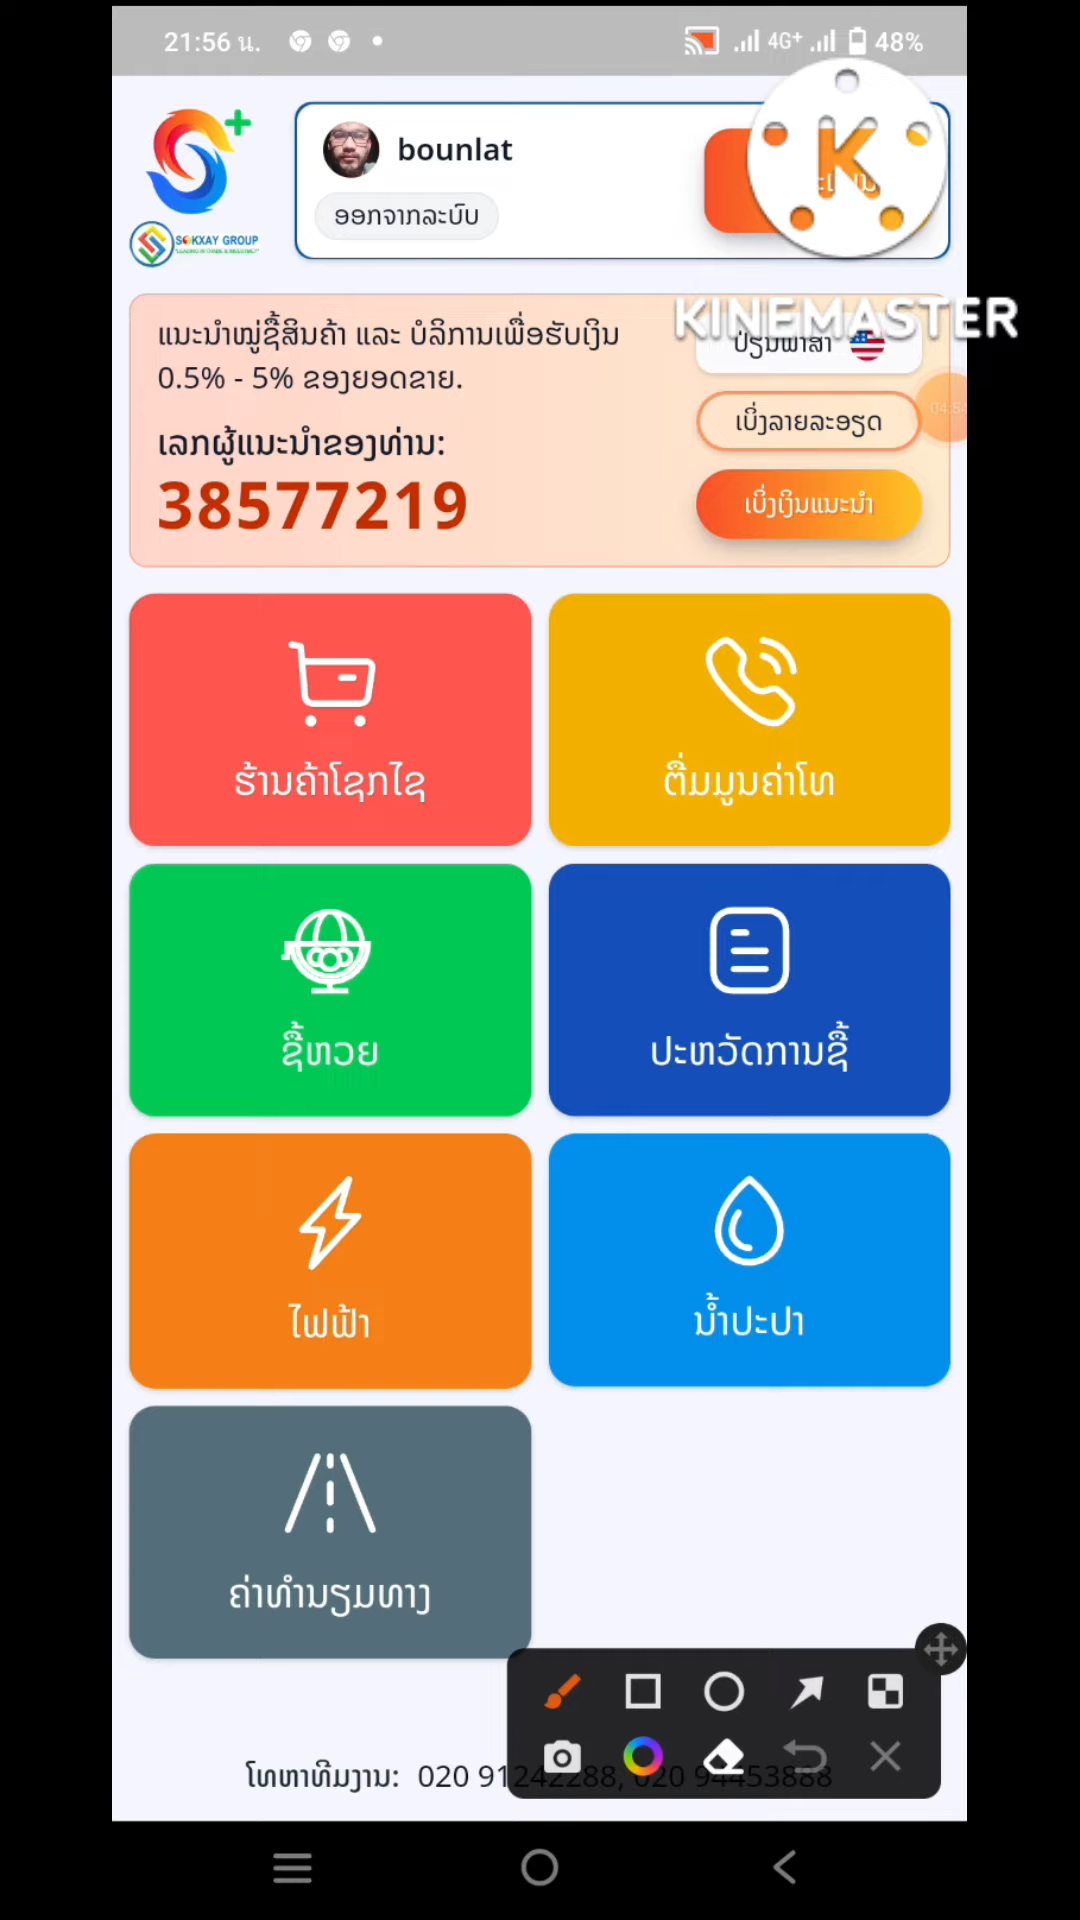 21:56 น.
4G+
48%
bounlat
ອອກຈາກລະບົບ
K
SOKXAY GROUP
KINEMASTER
ແນະນຳໝູ່ຊື້ສິນຄ້າ ແລະ ບໍລິການເພື່ອຮັບເງິນ
0.5% - 5% ຂອງຍອດຂາຍ.
ປ່ຽນພາສາ
ເບິ່ງລາຍລະອຽດ
ເລກຜູ້ແນະນຳຂອງທ່ານ:
38577219
ເບິ່ງເງິນແນະນຳ
ຮ້ານຄ້າໂຊກໄຊ
ຕື່ມມູນຄ່າໂທ
ຊື້ຫວຍ
ປະຫວັດການຊື້
ໄຟຟ້າ
ນ້ຳປະປາ
ຄ່າທຳນຽມທາງ
ໂທຫາທີມງານ: 020 91242288, 020 94453888